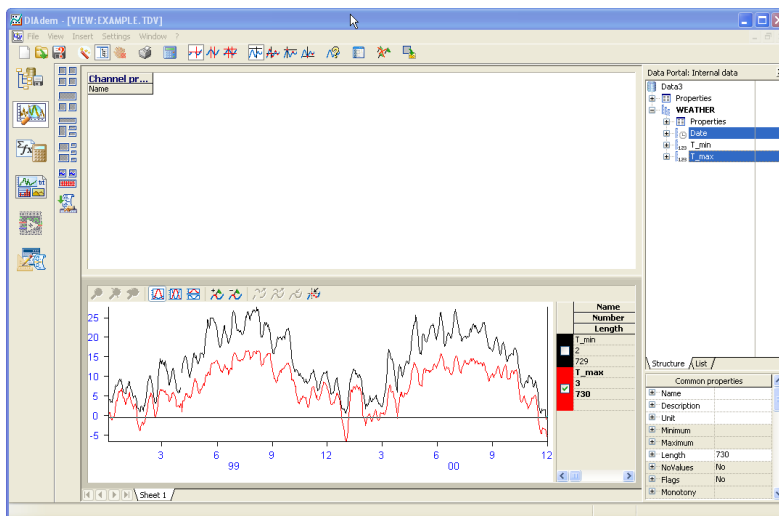 DIAdem - [VIEW:EXAMPLE.TDV]
File View Insert Settings Window ?
Data Portal: Internal data
Channel pr...
Name
Data3
Properties
WEATHER
Properties
Date
T_min
T_max
25
20
15
10
5
0
-5
3 6 9 12 3 6 9 12
99 00
Name
Number
Length
T_min
2
729
T_max
3
730
Structure List
Common properties
Name
Description
Unit
Minimum
Maximum
Length 730
NoValues No
Flags No
Monotony
Sheet 1